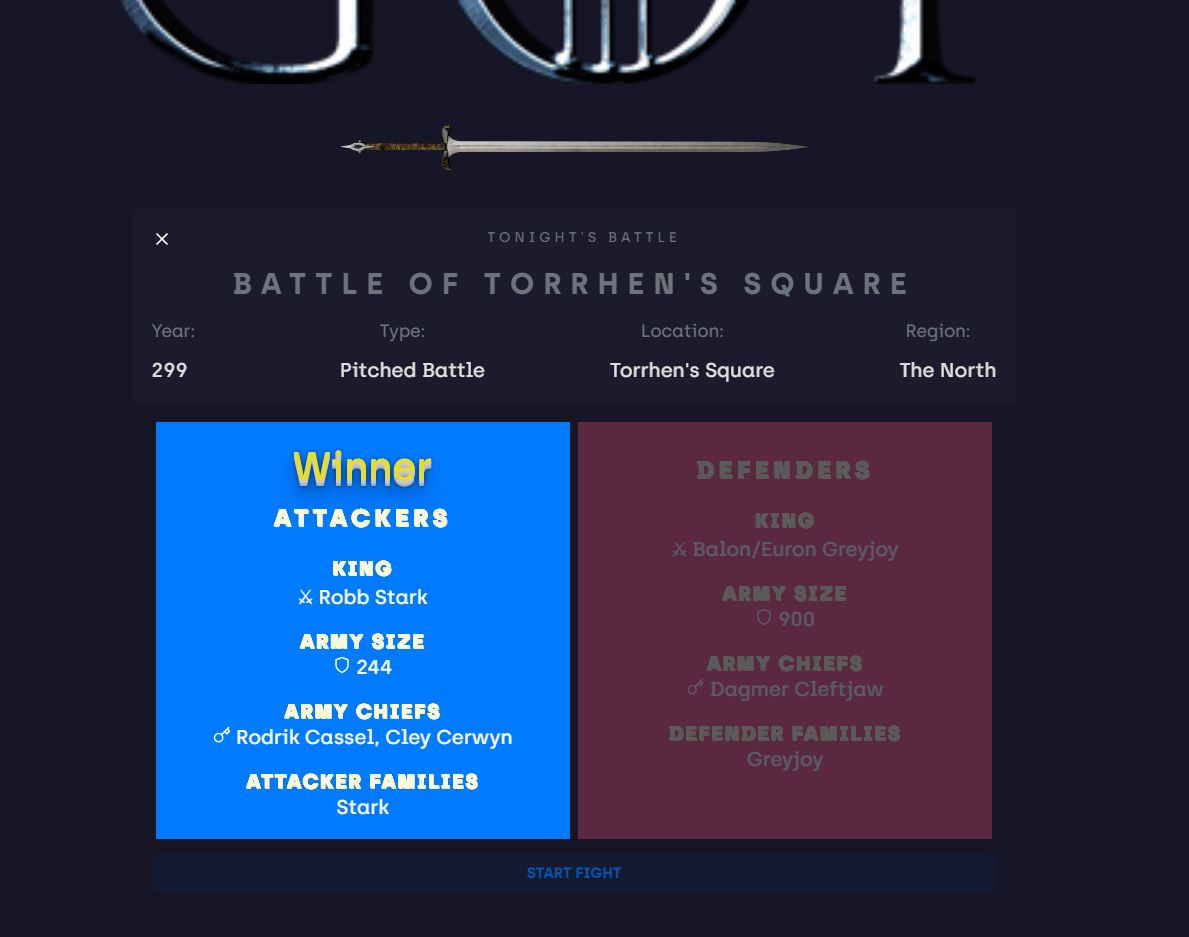 GOT
TONIGHT'S BATTLE
BATTLE OF TORRHEN'S SQUARE
Year: Type: Location: Region:
299 Pitched Battle Torrhen's Square The North
Winner
ATTACKERS
KING
Robb Stark
ARMY SIZE
244
ARMY CHIEFS
Rodrik Cassel, Cley Cerwyn
ATTACKER FAMILIES
Stark
DEFENDERS
KING
Balon/Euron Greyjoy
ARMY SIZE
900
ARMY CHIEFS
Dagmer Cleftjaw
DEFENDER FAMILIES
Greyjoy
START FIGHT